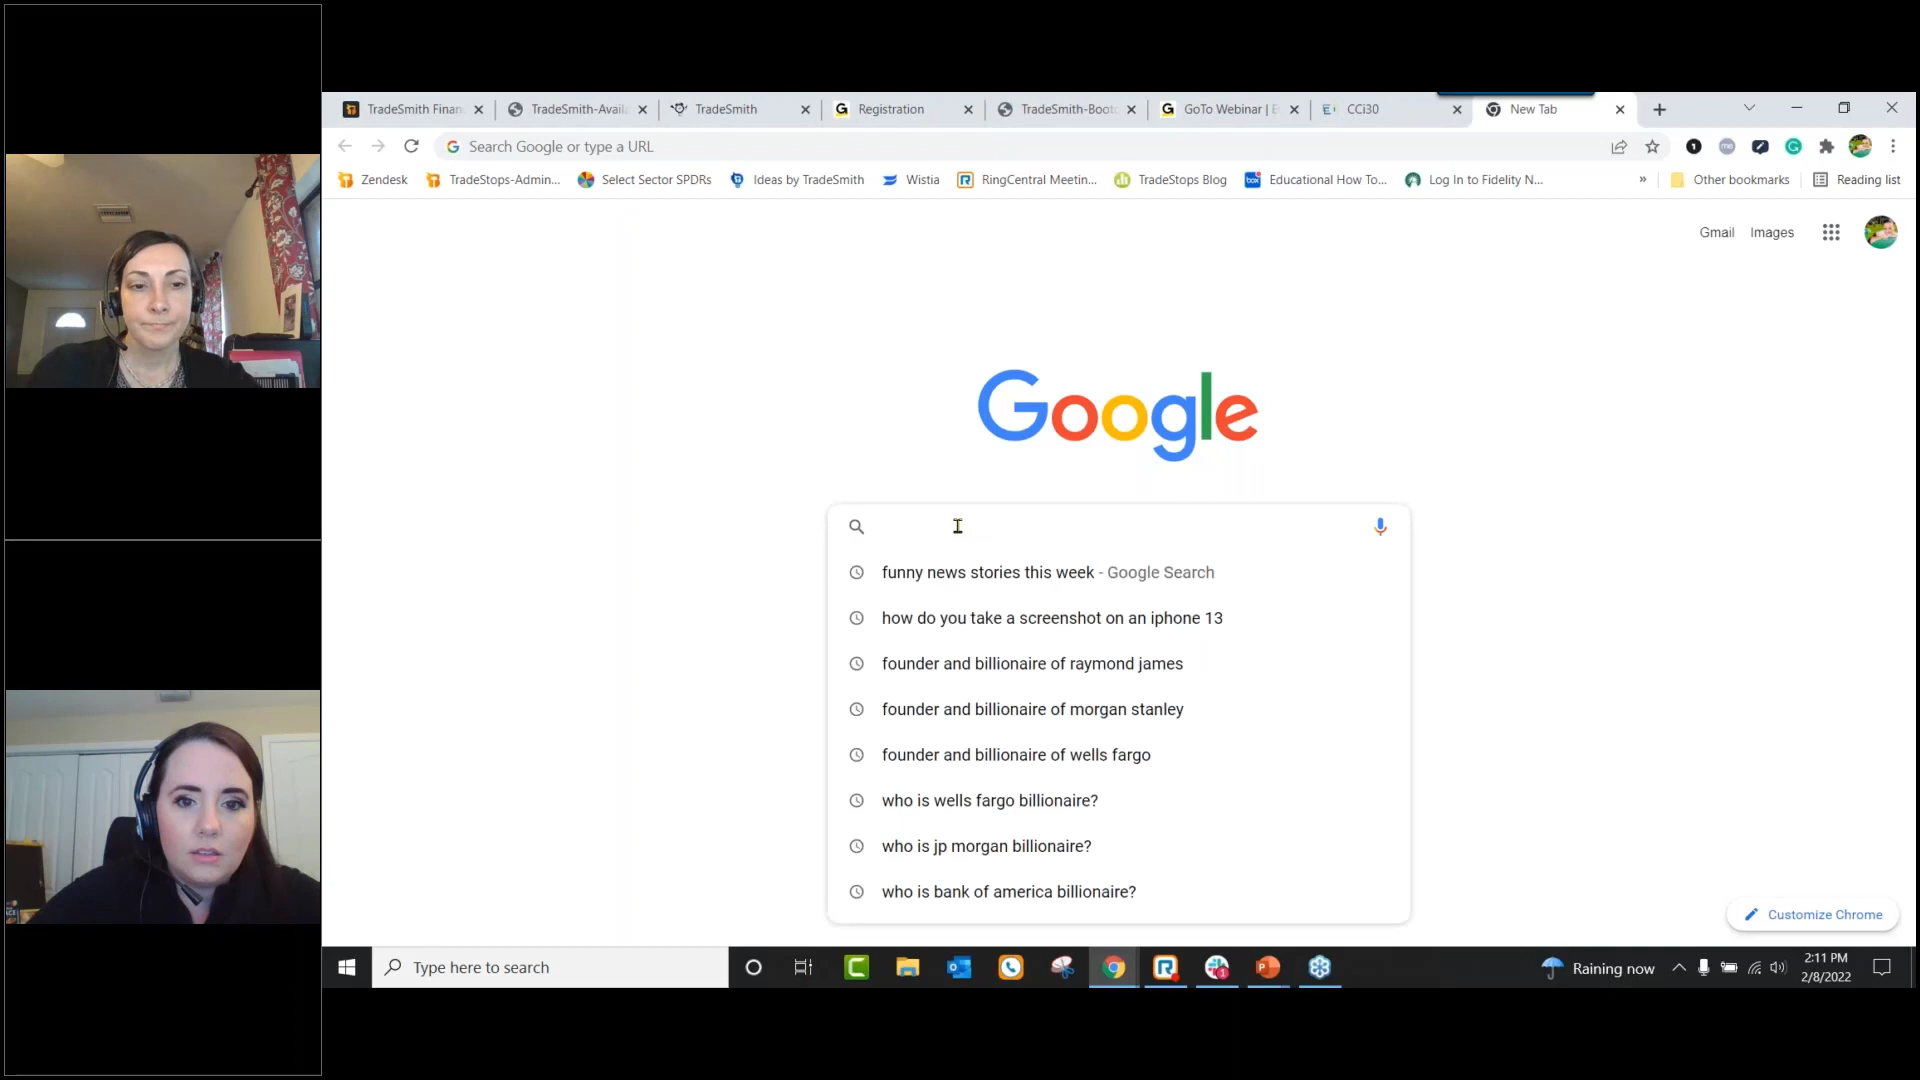 TradeSmith Finan
TradeSmith-Avail
TradeSmith
Registration
TradeSmith-Boot
GoTo Webinar | E
CCi30
New Tab
Search Google or type a URL
Zendesk
TradeStops-Admin...
Select Sector SPDRs
Ideas by TradeSmith
Wistia
RingCentral Meetin...
TradeStops Blog
Educational How To...
Log In to Fidelity N...
»
Other bookmarks
Reading list
Gmail
Images
Google
funny news stories this week - Google Search
how do you take a screenshot on an iphone 13
founder and billionaire of raymond james
founder and billionaire of morgan stanley
founder and billionaire of wells fargo
who is wells fargo billionaire?
who is jp morgan billionaire?
who is bank of america billionaire?
Customize Chrome
Type here to search
Raining now
2:11 PM
2/8/2022